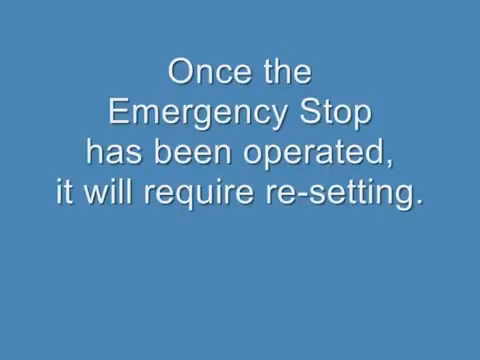 Once the
Emergency Stop
has been operated,
it will require re-setting.